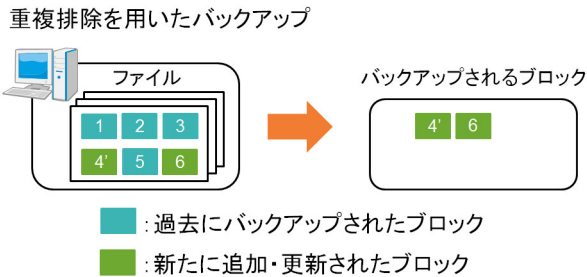 重複排除を用いたバックアップ
ファイル
バックアップされるブロック
1 2 3
4' 5 6
4' 6
：過去にバックアップされたブロック
：新たに追加・更新されたブロック